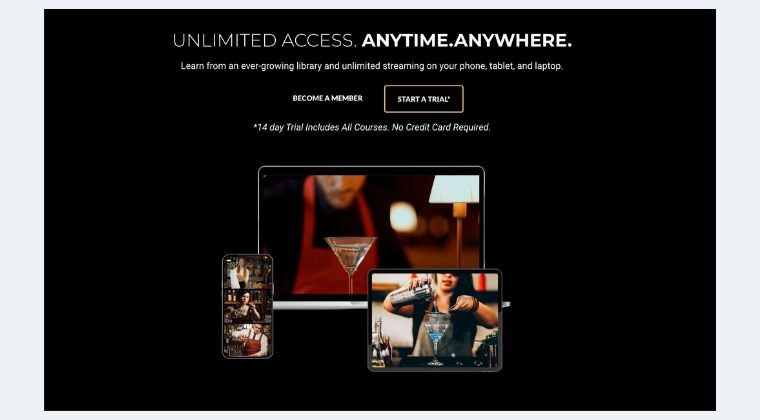 UNLIMITED ACCESS. ANYTIME.ANYWHERE.
Learn from an ever-growing library and unlimited streaming on your phone, tablet, and laptop.
BECOME A MEMBER
START A TRIAL*
*14 day Trial Includes All Courses. No Credit Card Required.